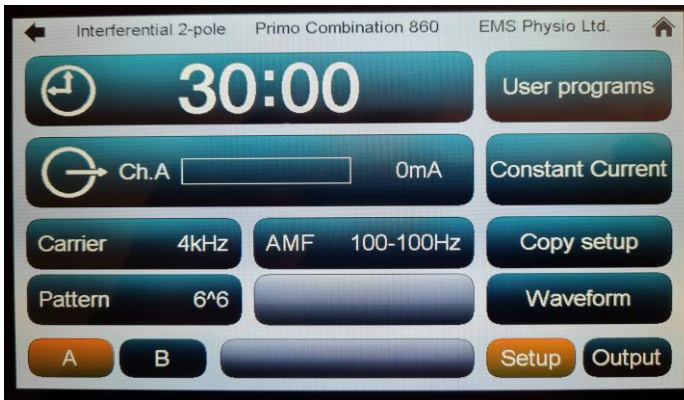 Interferential 2-pole Primo Combination 860 EMS Physio Ltd.
30:00 User programs
Ch.A 0mA Constant Current
Carrier 4kHz AMF 100-100Hz Copy setup
Pattern 6^6 Waveform
A B Setup Output